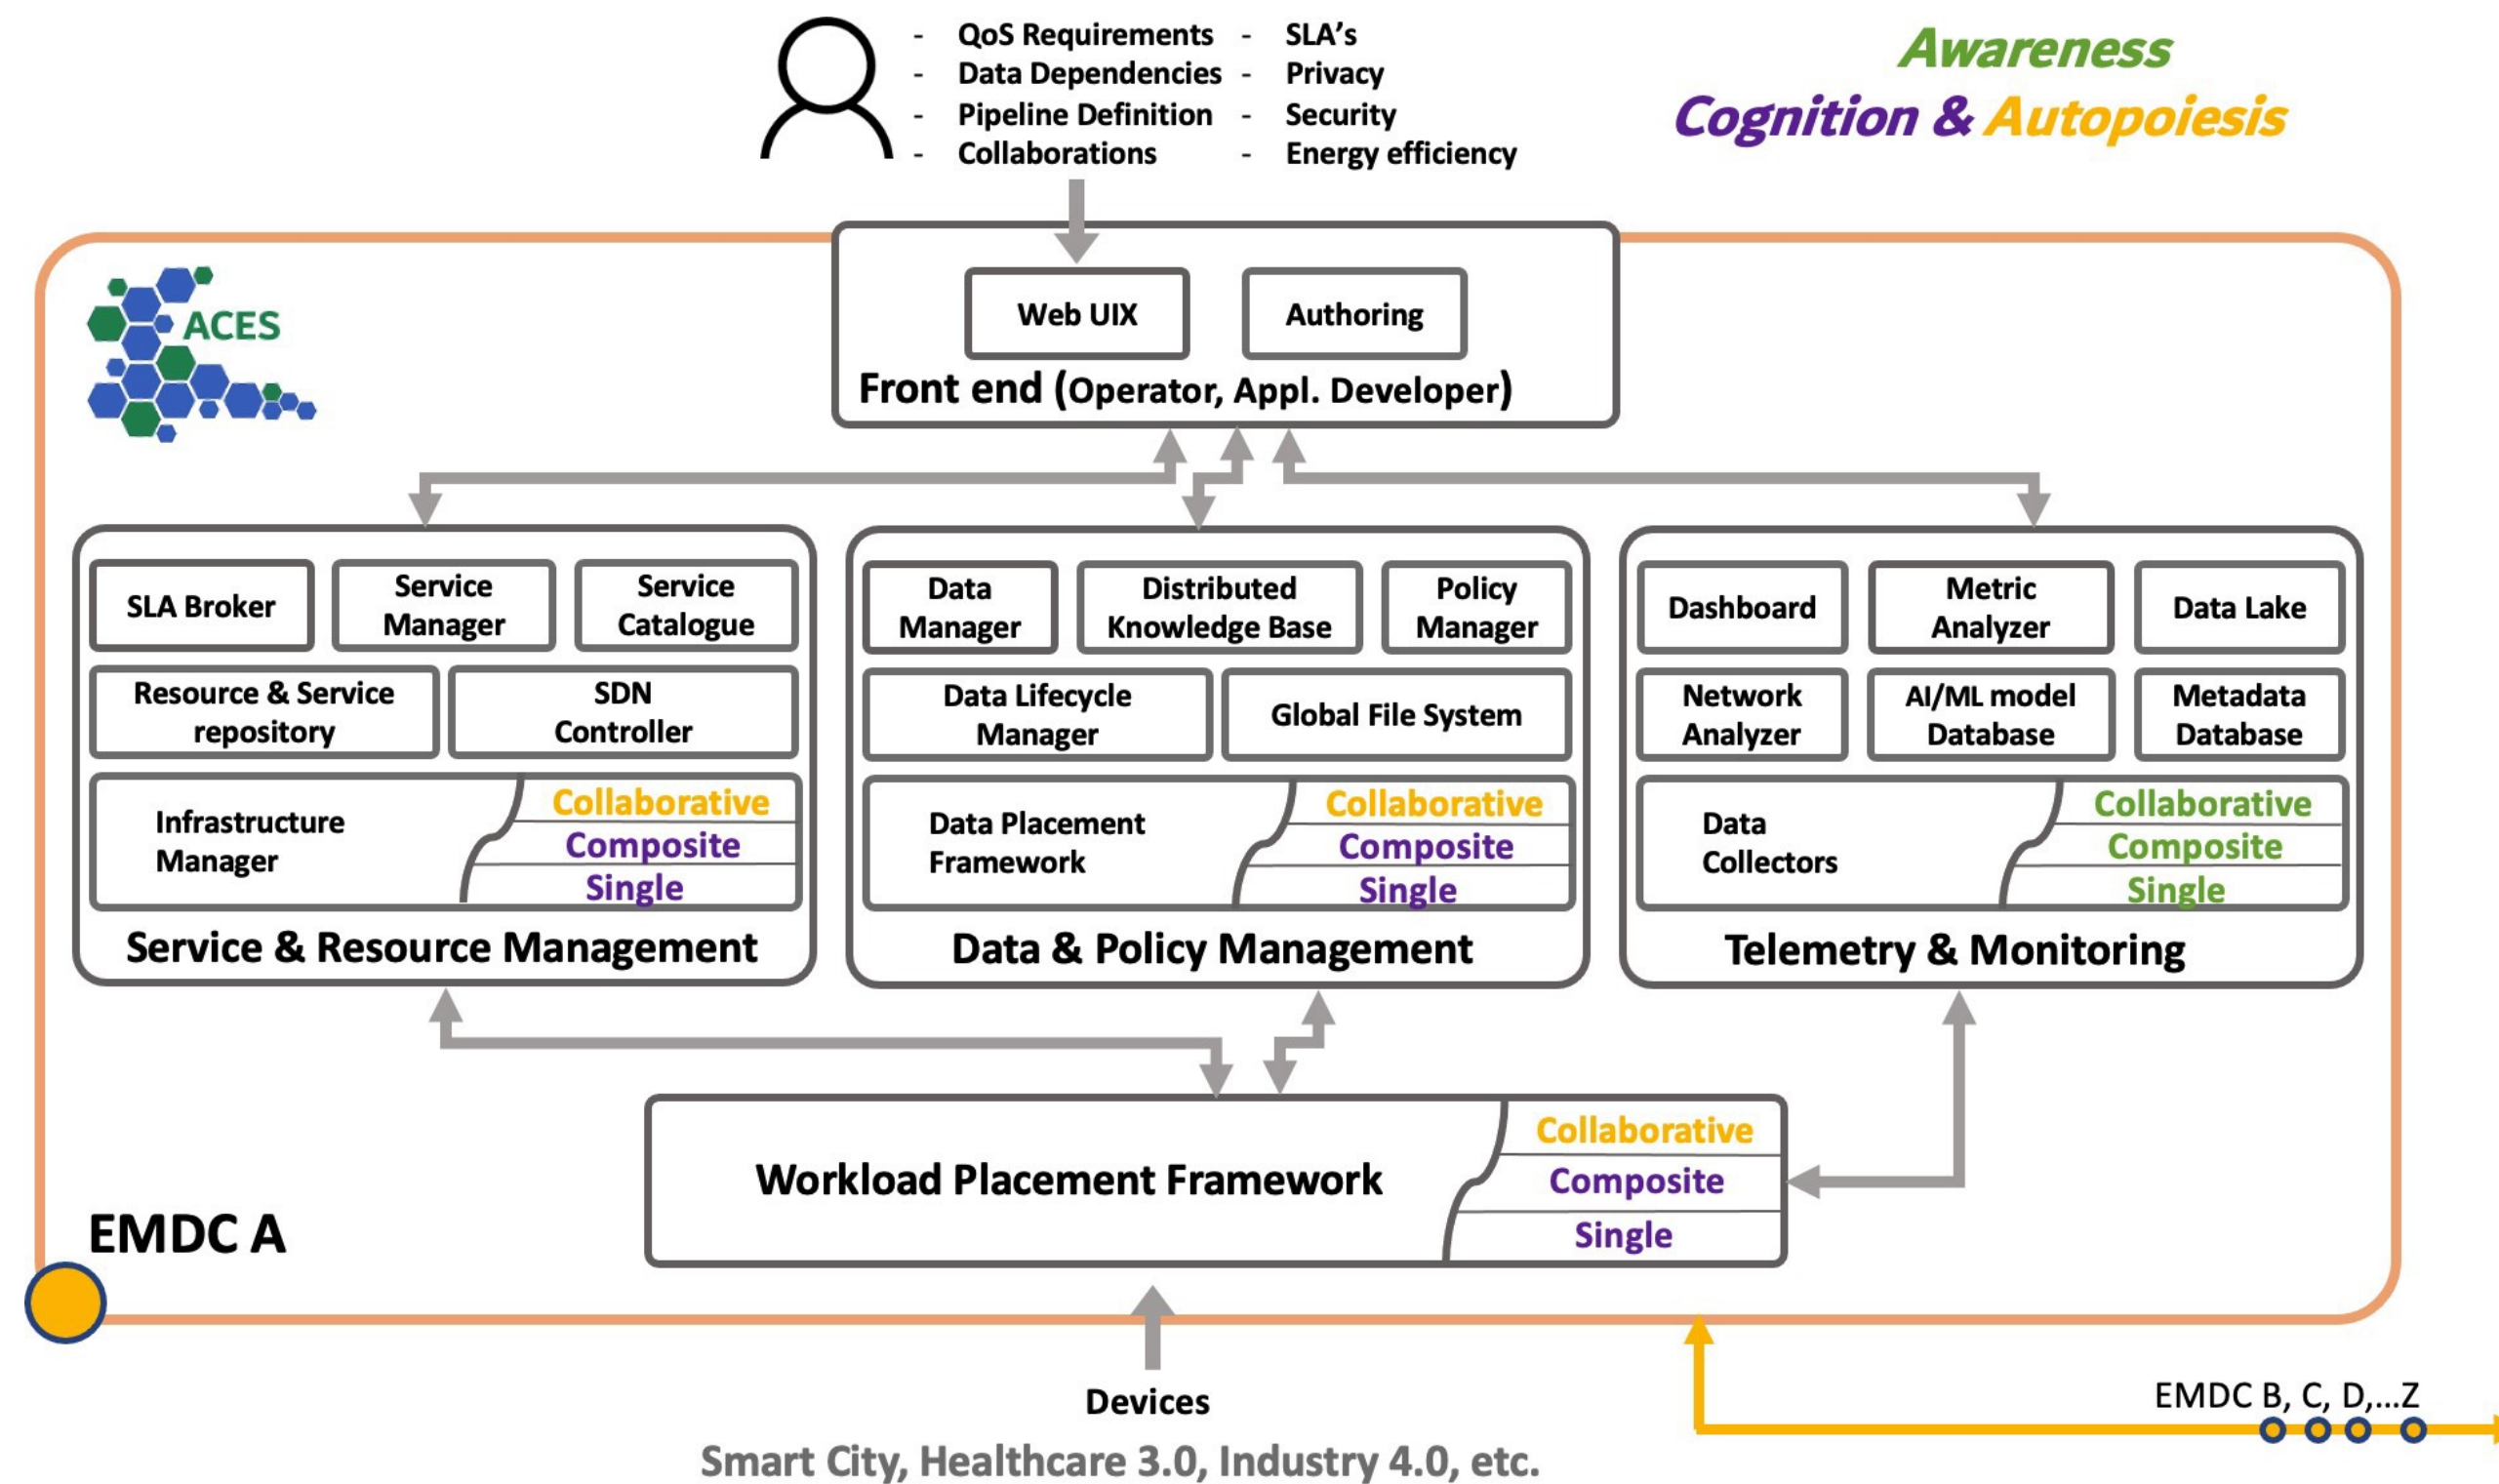 - QoS Requirements - SLA's
- Data Dependencies - Privacy
- Pipeline Definition - Security
- Collaborations - Energy efficiency
Awareness
Cognition & Autopoiesis
ACES
Web UIX
Authoring
Front end (Operator, Appl. Developer)
SLA Broker
Service
Manager
Service
Catalogue
Resource & Service
repository
SDN
Controller
Infrastructure
Manager
Collaborative
Composite
Single
Service & Resource Management
Data
Manager
Distributed
Knowledge Base
Policy
Manager
Data Lifecycle
Manager
Global File System
Data Placement
Framework
Collaborative
Composite
Single
Data & Policy Management
Dashboard
Metric
Analyzer
Data Lake
Network
Analyzer
AI/ML model
Database
Metadata
Database
Data
Collectors
Collaborative
Composite
Single
Telemetry & Monitoring
Workload Placement Framework
Collaborative
Composite
Single
EMDC A
Devices
Smart City, Healthcare 3.0, Industry 4.0, etc.
EMDC B, C, D,...Z